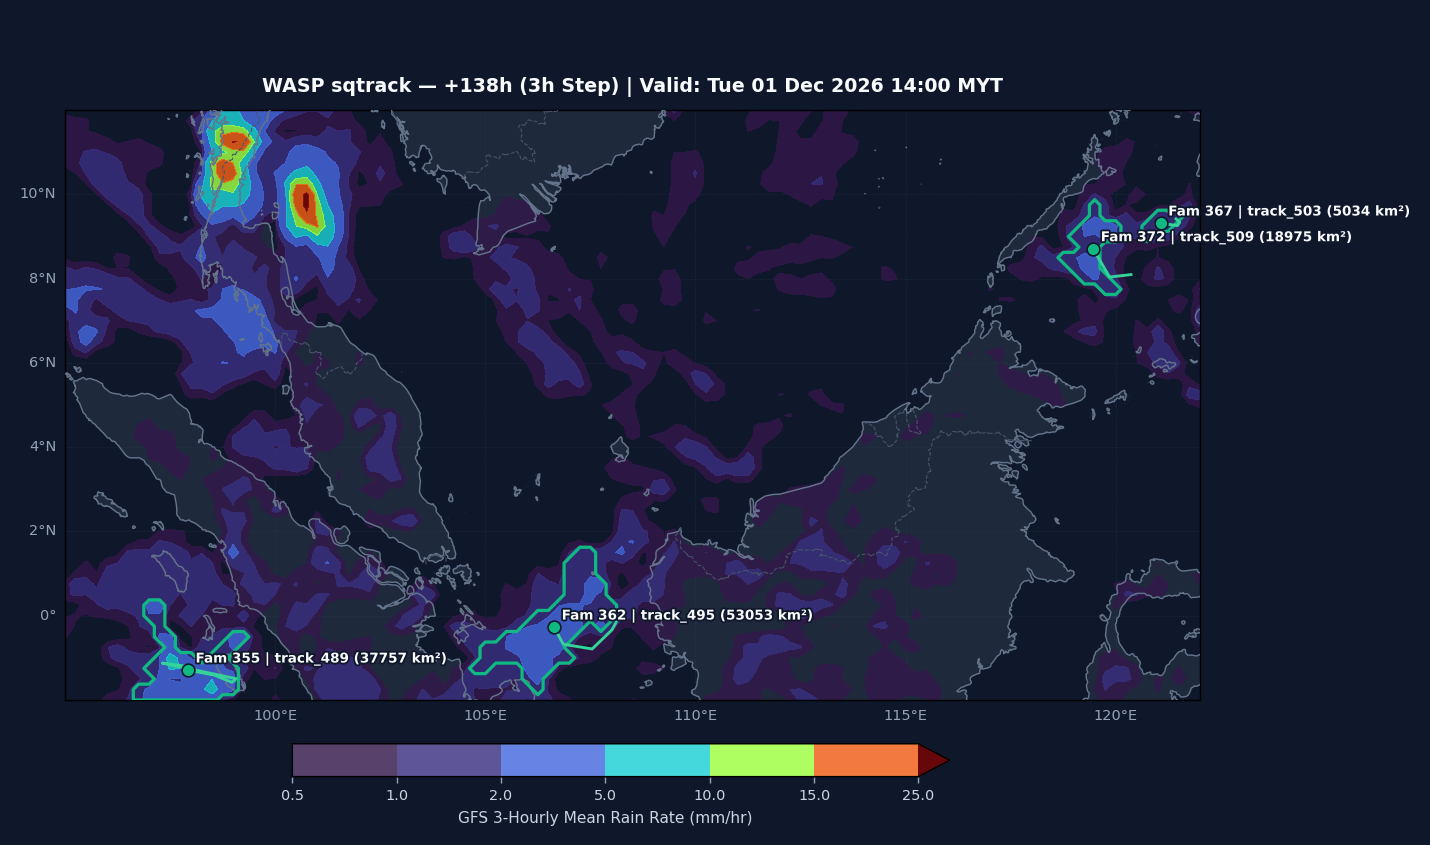 WASP sqtrack — +138h (3h Step) | Valid: Tue 01 Dec 2026 14:00 MYT
10°N
8°N
6°N
4°N
2°N
0°
Fam 367 | track_503 (5034 km²)
Fam 372 | track_509 (18975 km²)
Fam 362 | track_495 (53053 km²)
Fam 355 | track_489 (37757 km²)
100°E 105°E 110°E 115°E 120°E
0.5 1.0 2.0 5.0 10.0 15.0 25.0
GFS 3-Hourly Mean Rain Rate (mm/hr)